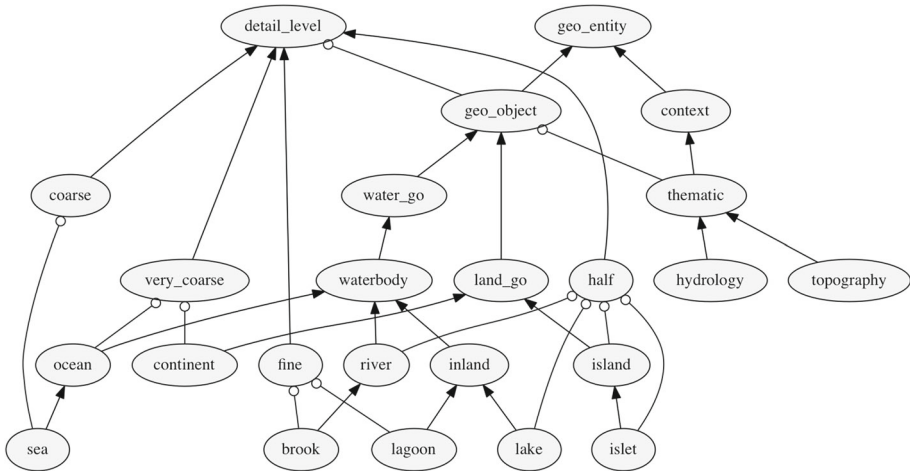 detail_level
geo_entity
geo_object
context
coarse
water_go
thematic
very_coarse
waterbody
land_go
half
hydrology
topography
ocean
continent
fine
river
inland
island
sea
brook
lagoon
lake
islet